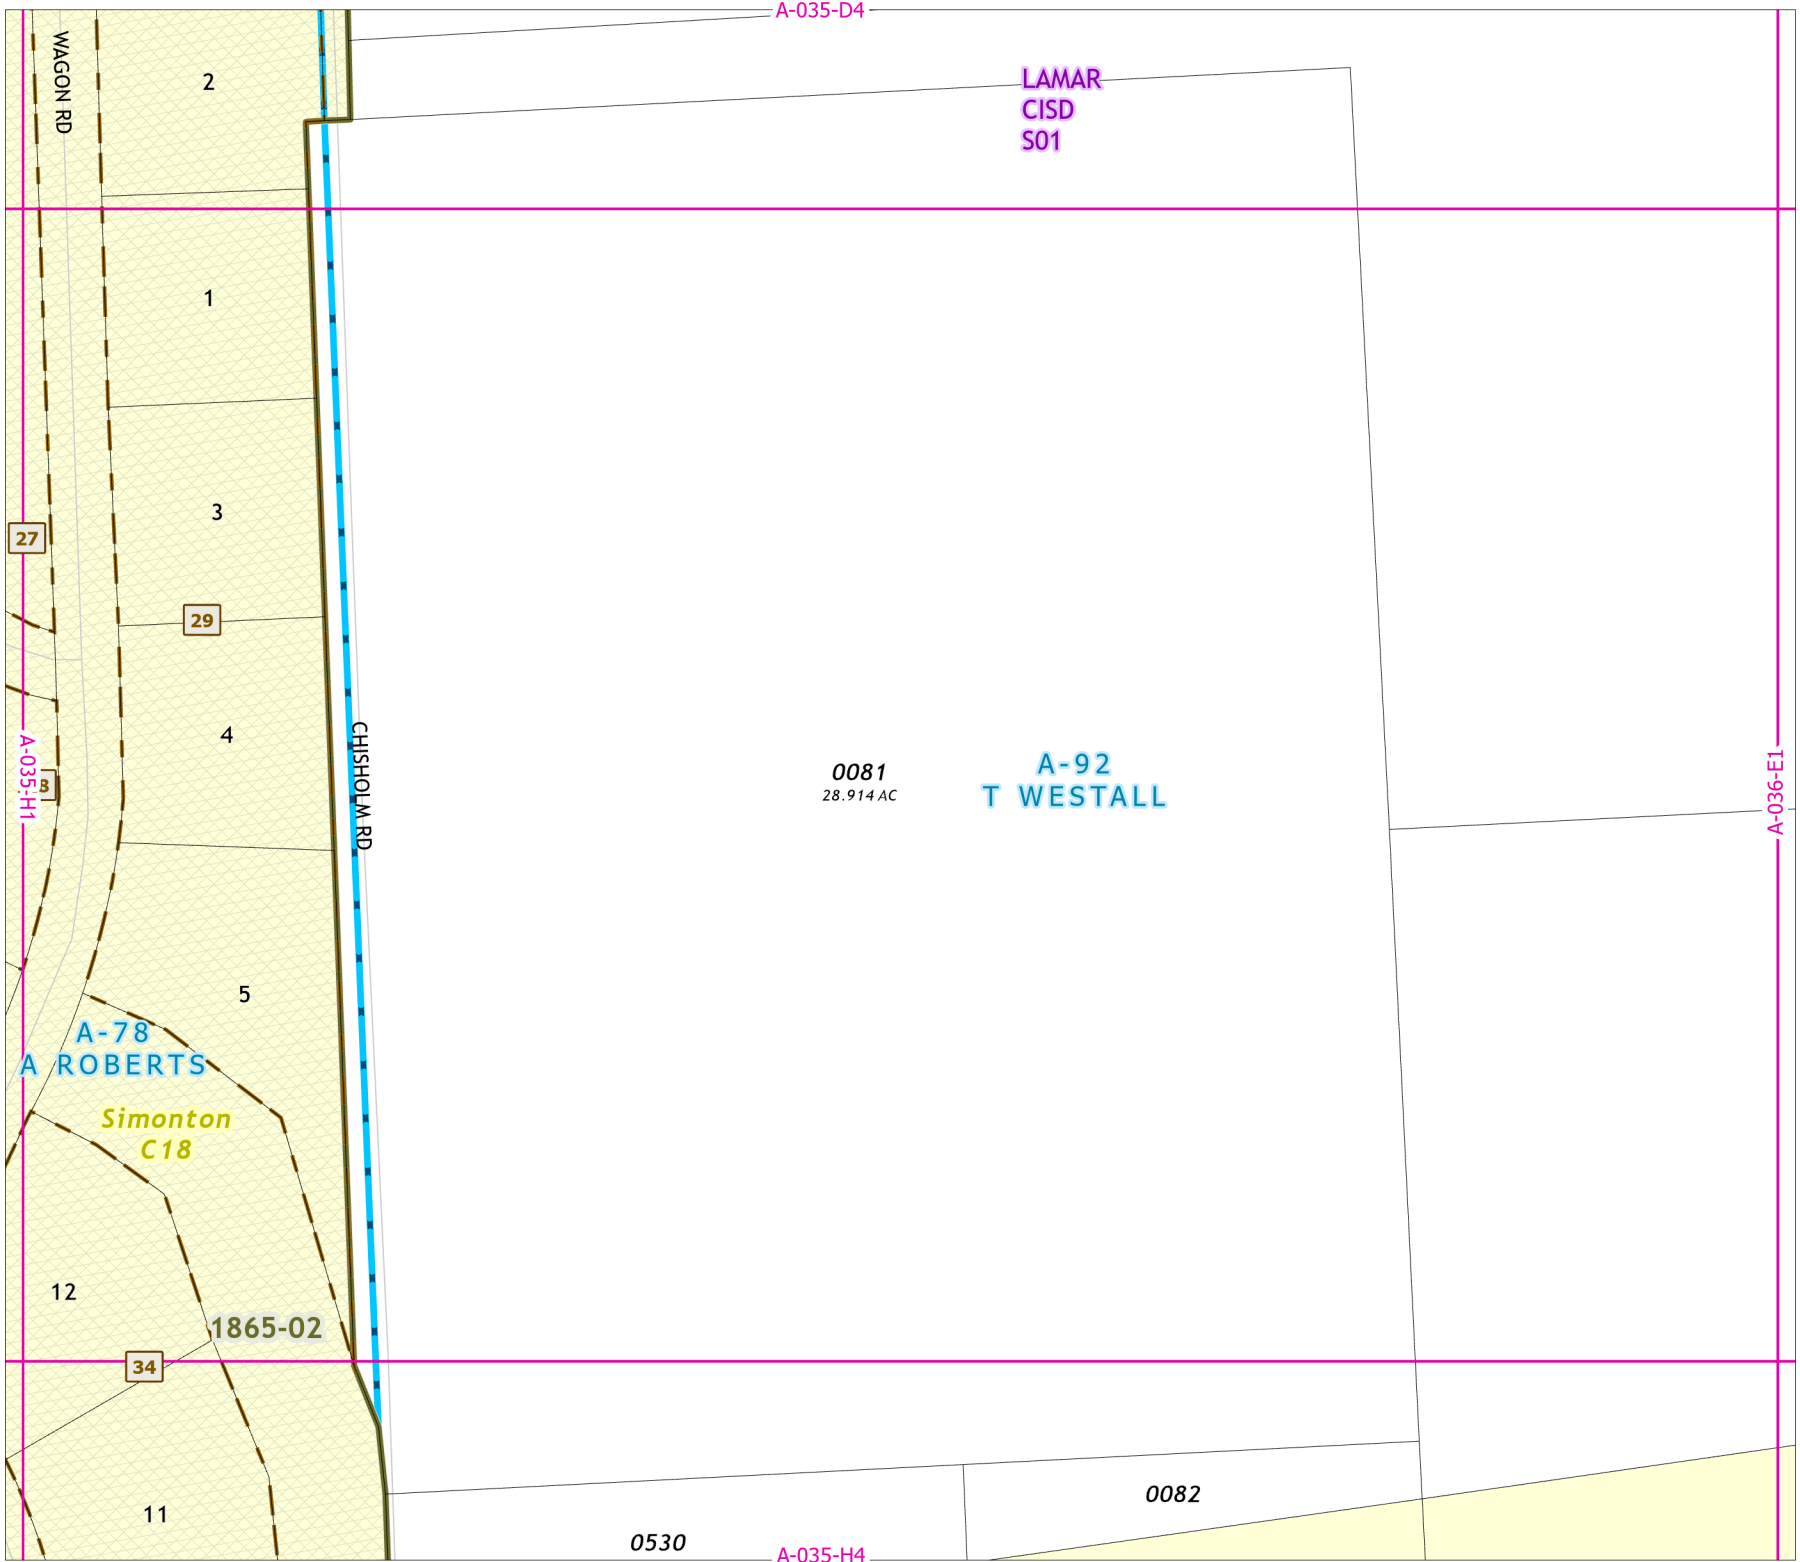 A-035-D4
WAGON RD
2
LAMAR
CISD
S01
1
3
27
29
4
A-035-H1
CHISHOLM RD
0081
28.914 AC
A-92
T WESTALL
A-036-E1
5
A-78
A ROBERTS
Simonton
C18
12
1865-02
34
11
0082
0530
A-035-H4